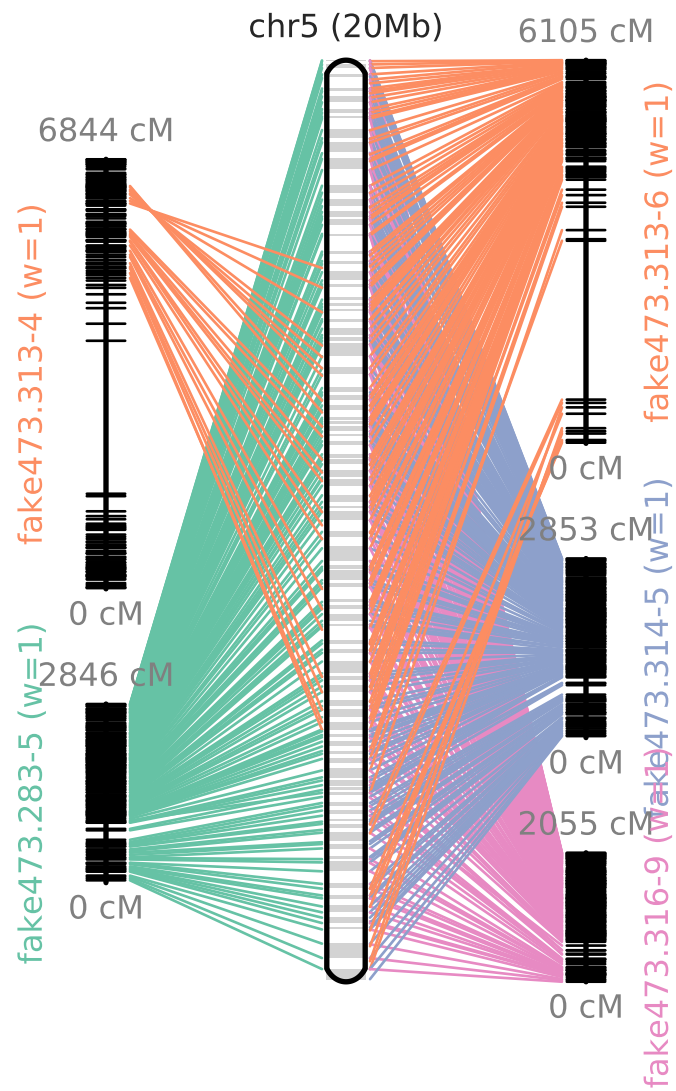 chr5 (20Mb)
6105 cM
fake473.313-6 (w=1)
0 cM
6844 cM
fake473.313-4 (w=1)
0 cM
2853 cM
fake473.314-5 (w=1)
0 cM
2846 cM
fake473.283-5 (w=1)
0 cM
2055 cM
fake473.316-9 (w=1)
0 cM